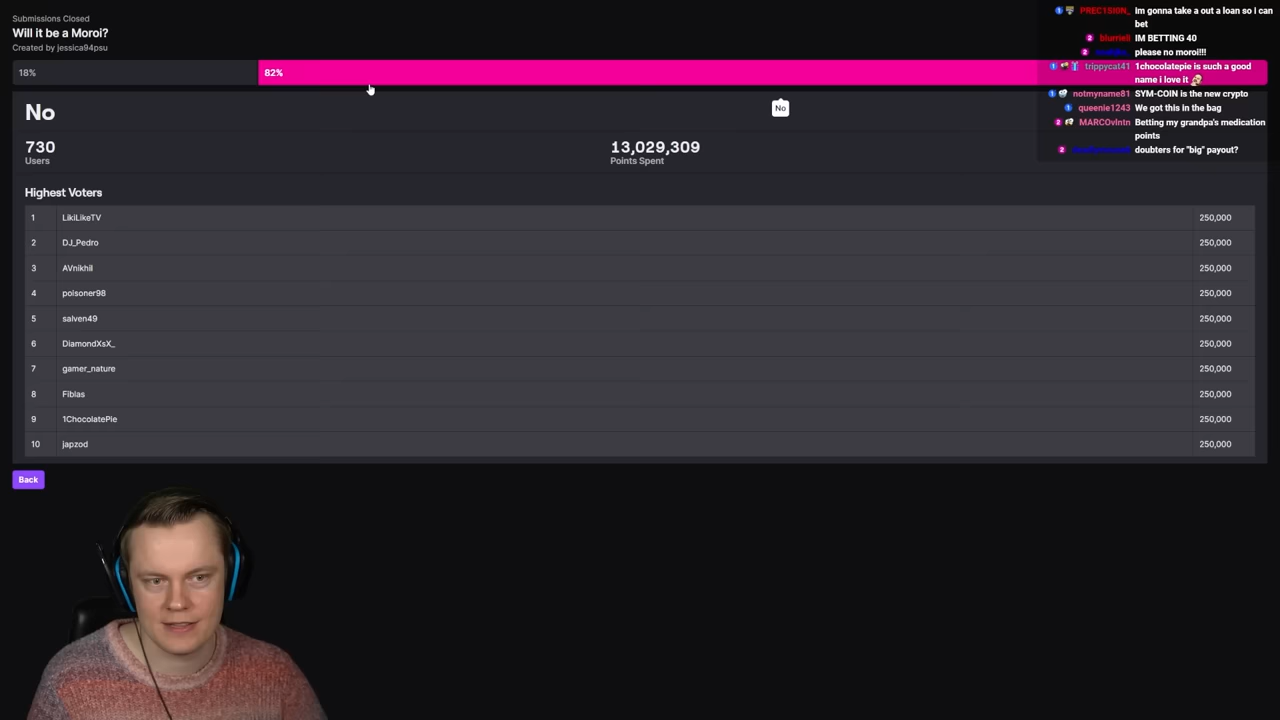 Submissions Closed
Will it be a Moroi?
Created by jessica94psu
18%
82%
No
No
730
Users
13,029,309
Points Spent
Highest Voters
1 LikiLikeTV 250,000
2 DJ_Pedro 250,000
3 AVnikhil 250,000
4 poisoner98 250,000
5 salven49 250,000
6 DiamondXsX_ 250,000
7 gamer_nature 250,000
8 Fiblas 250,000
9 1ChocolatePie 250,000
10 japzod 250,000
Back
PREC1SI0N_ im gonna take a out a loan so i can
bet
blurrieli IM BETTING 40
please no moroi!!!
trippycat41 1chocolatepie is such a good
name i love it
notmyname81 SYM-COIN is the new crypto
queenie1243 We got this in the bag
MARCOvIntn Betting my grandpa's medication
points
doubters for "big" payout?